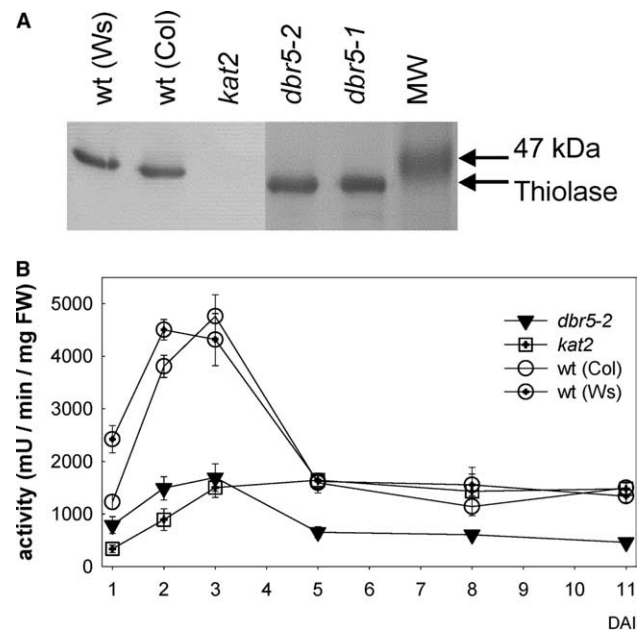 A
wt (Ws)
wt (Col)
kat2
dbr5-2
dbr5-1
MW
47 kDa
Thiolase
B
activity (mU / min / mg FW)
5000
4000
3000
2000
1000
0
dbr5-2
kat2
wt (Col)
wt (Ws)
1 2 3 4 5 6 7 8 9 10 11
DAI